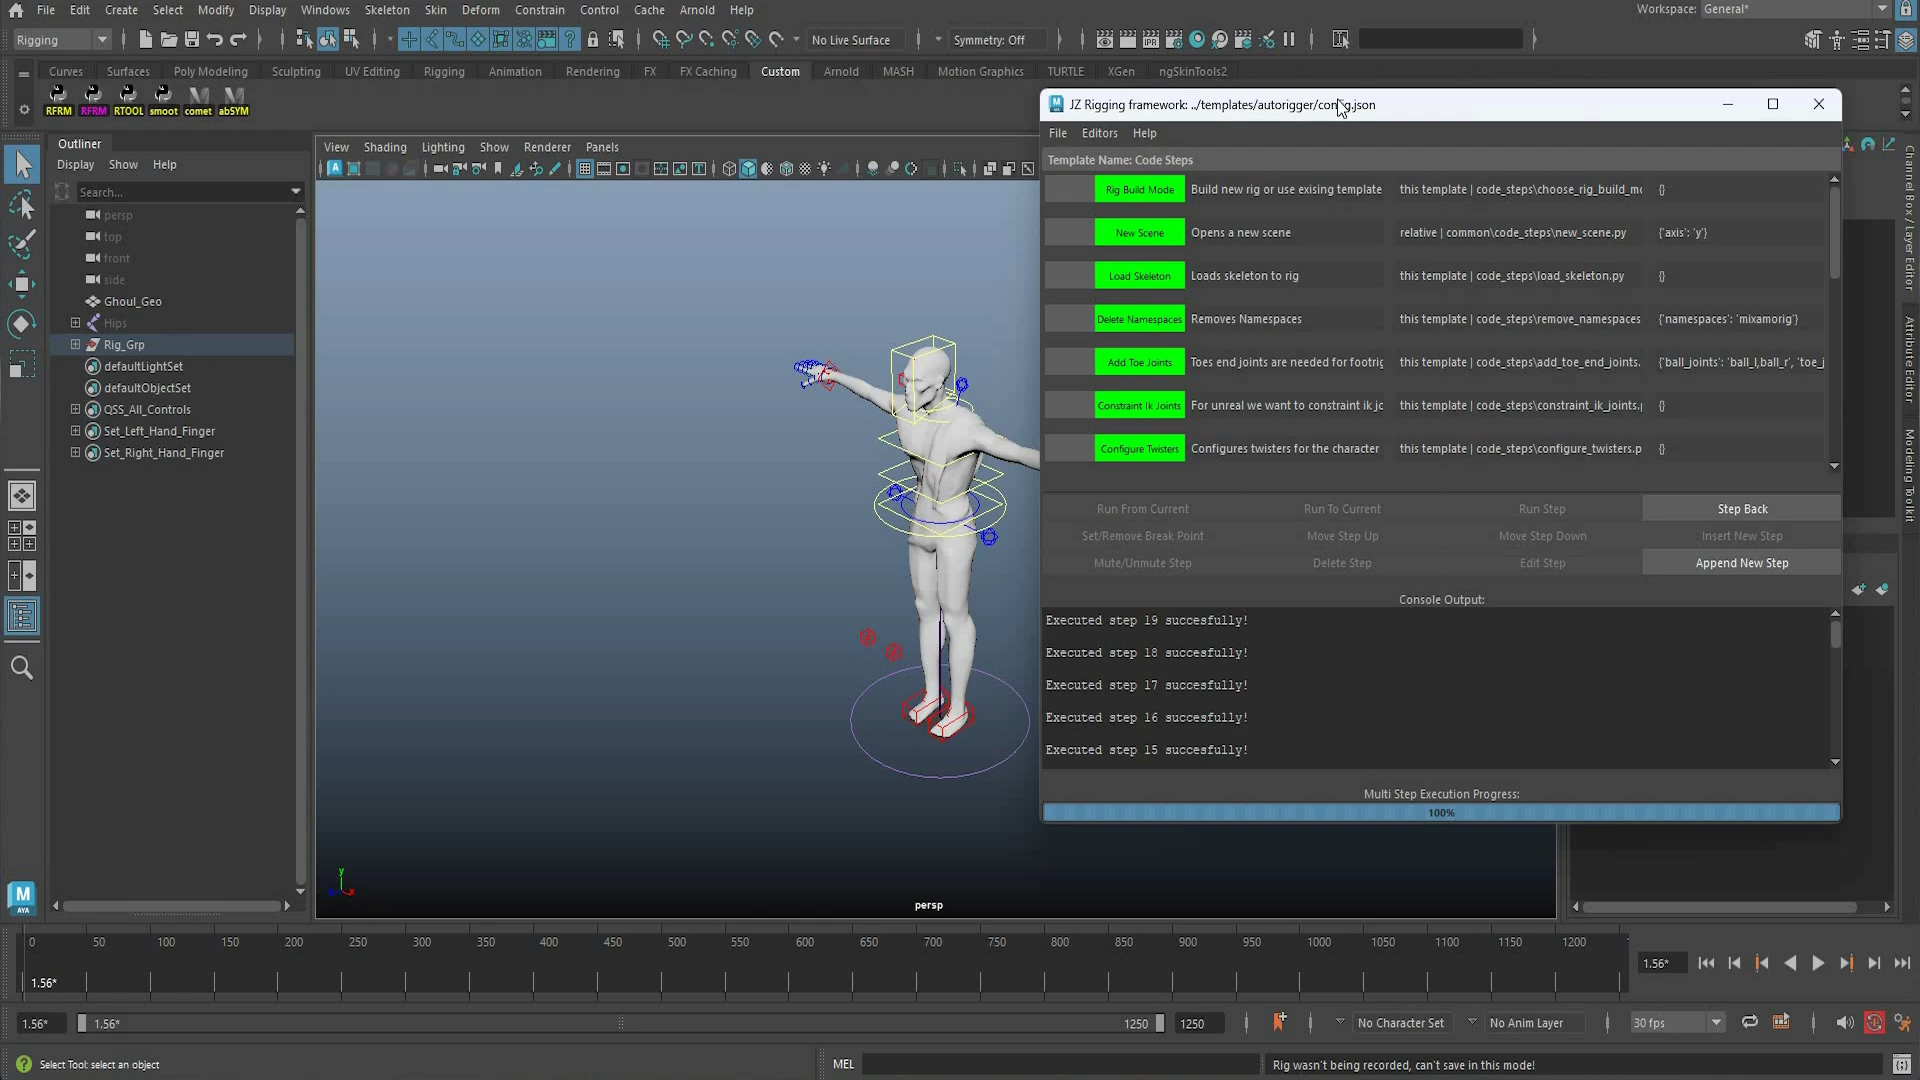 File Edit Create Select Modify Display Windows Skeleton Skin Deform Constrain Control Cache Arnold Help
Workspace: General*
Rigging
No Live Surface
Symmetry: Off
Curves Surfaces Poly Modeling Sculpting UV Editing Rigging Animation Rendering FX FX Caching Custom Arnold MASH Motion Graphics TURTLE XGen ngSkinTools2
RFRM RFRM RTOOL smoot comet abSYM
Outliner
Display Show Help
Search...
persp
top
front
side
Ghoul_Geo
Hips
Rig_Grp
defaultLightSet
defaultObjectSet
QSS_All_Controls
Set_Left_Hand_Finger
Set_Right_Hand_Finger
View Shading Lighting Show Renderer Panels
persp
JZ Rigging framework: ../templates/autorigger/config.json
File Editors Help
Template Name: Code Steps
Rig Build Mode Build new rig or use exising template this template | code_steps\choose_rig_build_mo {}
New Scene Opens a new scene relative | common\code_steps\new_scene.py {'axis': 'y'}
Load Skeleton Loads skeleton to rig this template | code_steps\load_skeleton.py {}
Delete Namespaces Removes Namespaces this template | code_steps\remove_namespaces {'namespaces': 'mixamorig'}
Add Toe Joints Toes end joints are needed for footrig this template | code_steps\add_toe_end_joints. {'ball_joints': 'ball_l,ball_r', 'toe_j
Constraint Ik Joints For unreal we want to constraint ik jo this template | code_steps\constraint_ik_joints.p {}
Configure Twisters Configures twisters for the character this template | code_steps\configure_twisters.p {}
Run From Current Run To Current Run Step Step Back
Set/Remove Break Point Move Step Up Move Step Down Insert New Step
Mute/Unmute Step Delete Step Edit Step Append New Step
Console Output:
Executed step 19 succesfully!
Executed step 18 succesfully!
Executed step 17 succesfully!
Executed step 16 succesfully!
Executed step 15 succesfully!
Multi Step Execution Progress:
100%
Channel Box / Layer Editor
Attribute Editor
Modeling Toolkit
y
x
M
AYA
0 50 100 150 200 250 300 350 400 450 500 550 600 650 700 750 800 850 900 950 1000 1050 1100 1150 1200
1.56*
1.56*
1.56* 1.56* 1250 1250 No Character Set No Anim Layer 30 fps
Select Tool: select an object
MEL
Rig wasn't being recorded, can't save in this mode!